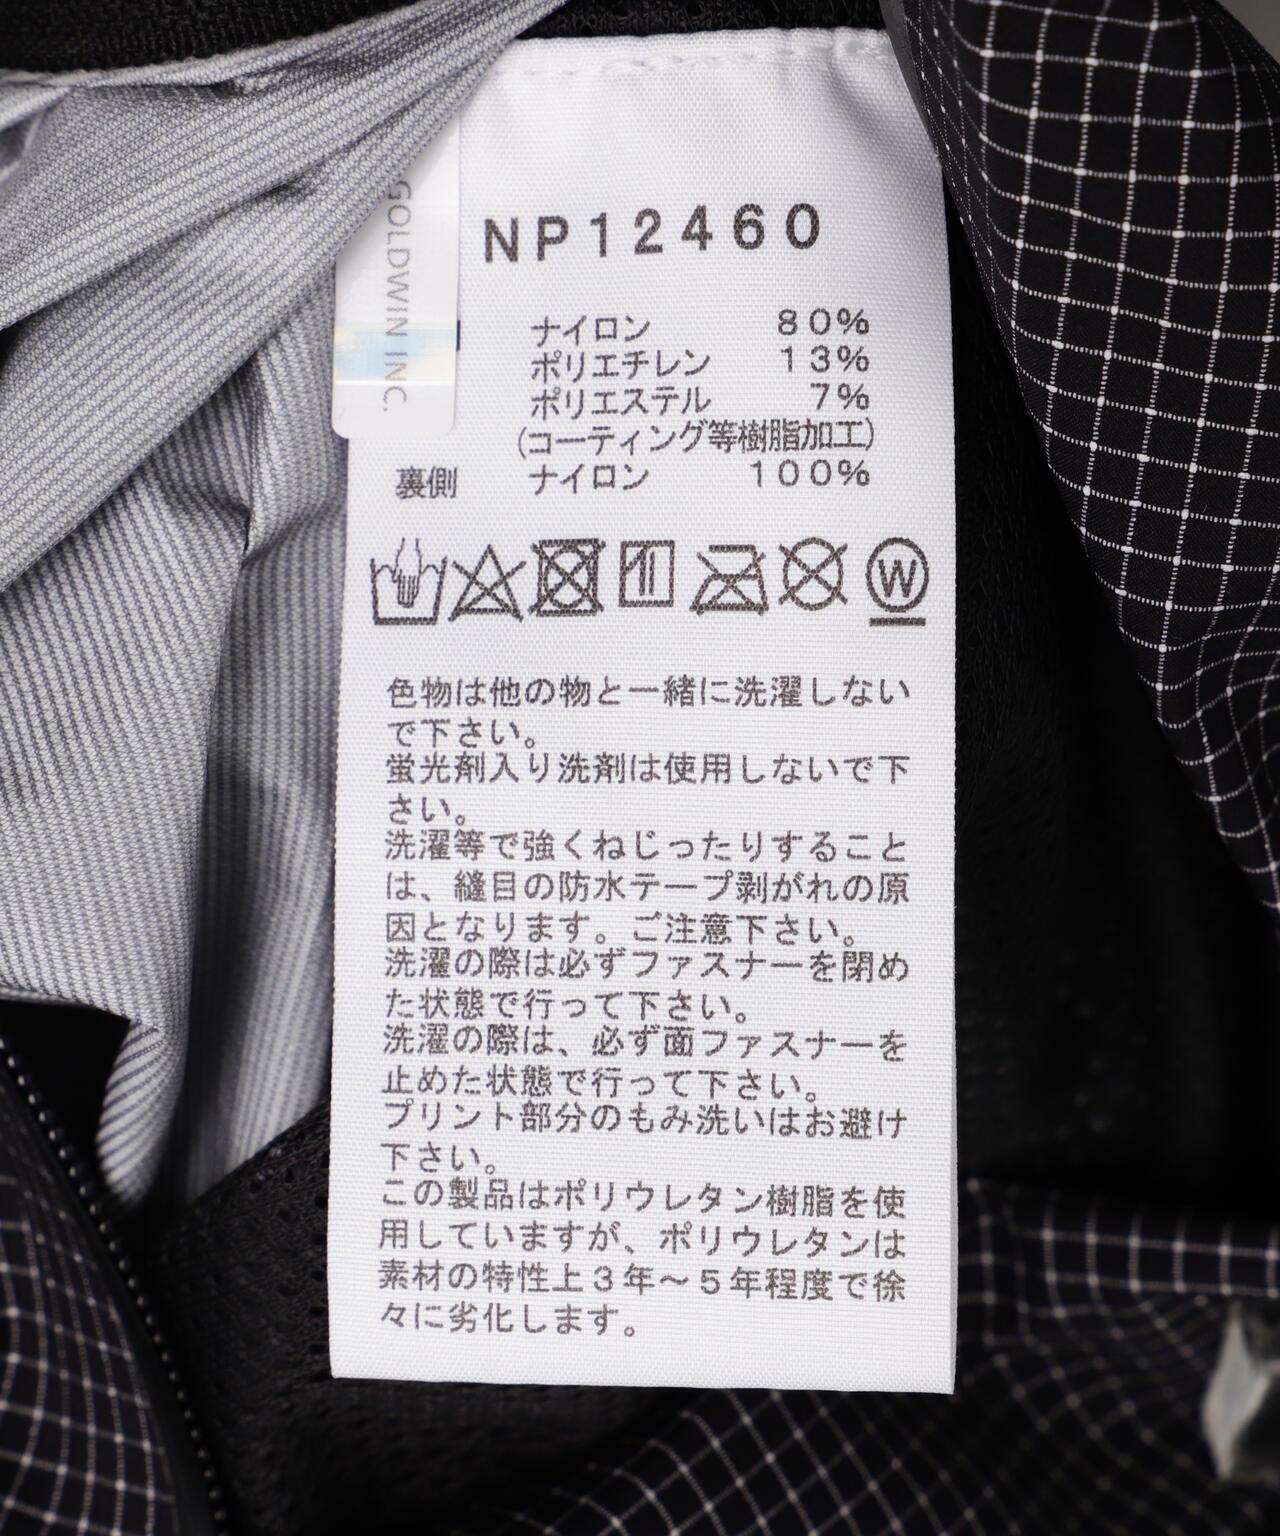 GOLDWIN INC.
NP12460
ナイロン 80%
ポリエチレン 13%
ポリエステル 7%
(コーティング等樹脂加工)
裏側 ナイロン 100%
W
色物は他の物と一緒に洗濯しない
で下さい。
蛍光剤入り洗剤は使用しないで下
さい。
洗濯等で強くねじったりすること
は、縫目の防水テープ剥がれの原
因となります。ご注意下さい。
洗濯の際は必ずファスナーを閉め
た状態で行って下さい。
洗濯の際は、必ず面ファスナーを
止めた状態で行って下さい。
プリント部分のもみ洗いはお避け
下さい。
この製品はポリウレタン樹脂を使
用していますが、ポリウレタンは
素材の特性上3年～5年程度で徐
々に劣化します。